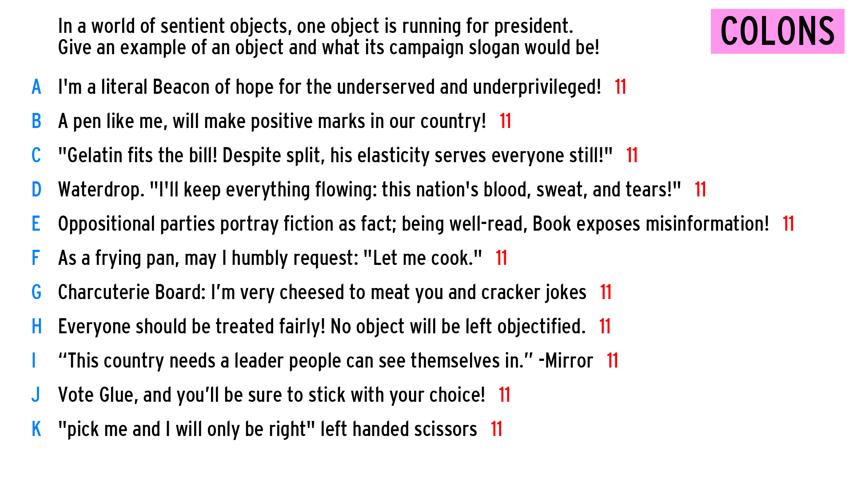 In a world of sentient objects, one object is running for president.
Give an example of an object and what its campaign slogan would be!
COLONS
A I'm a literal Beacon of hope for the underserved and underprivileged! 11
B A pen like me, will make positive marks in our country! 11
C "Gelatin fits the bill! Despite split, his elasticity serves everyone still!" 11
D Waterdrop. "I'll keep everything flowing: this nation's blood, sweat, and tears!" 11
E Oppositional parties portray fiction as fact; being well-read, Book exposes misinformation! 11
F As a frying pan, may I humbly request: "Let me cook." 11
G Charcuterie Board: I’m very cheesed to meat you and cracker jokes 11
H Everyone should be treated fairly! No object will be left objectified. 11
I “This country needs a leader people can see themselves in.” -Mirror 11
J Vote Glue, and you’ll be sure to stick with your choice! 11
K "pick me and I will only be right" left handed scissors 11